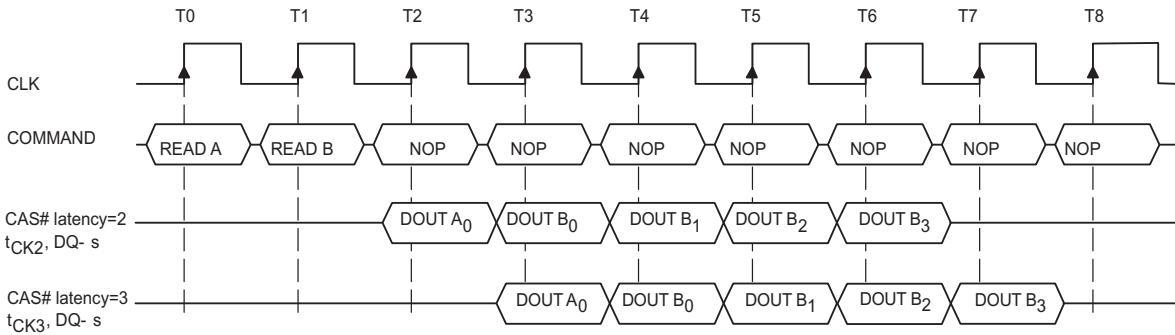 T0 T1 T2 T3 T4 T5 T6 T7 T8
CLK
COMMAND READ A READ B NOP NOP NOP NOP NOP NOP NOP
CAS# latency=2 DOUT A0 DOUT B0 DOUT B1 DOUT B2 DOUT B3
tCK2, DQ- s
CAS# latency=3 DOUT A0 DOUT B0 DOUT B1 DOUT B2 DOUT B3
tCK3, DQ- s